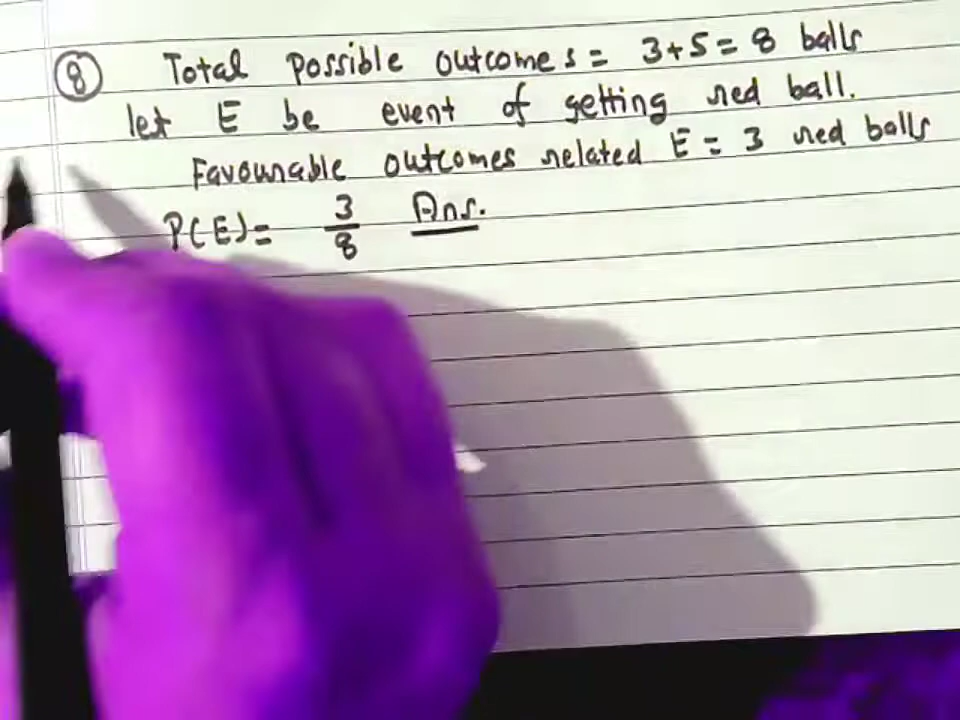 8 Total possible outcomes = 3+5 = 8 balls
let E be event of getting red ball.
Favourable outcomes related E = 3 red balls
P(E) = 3/8 Ans.